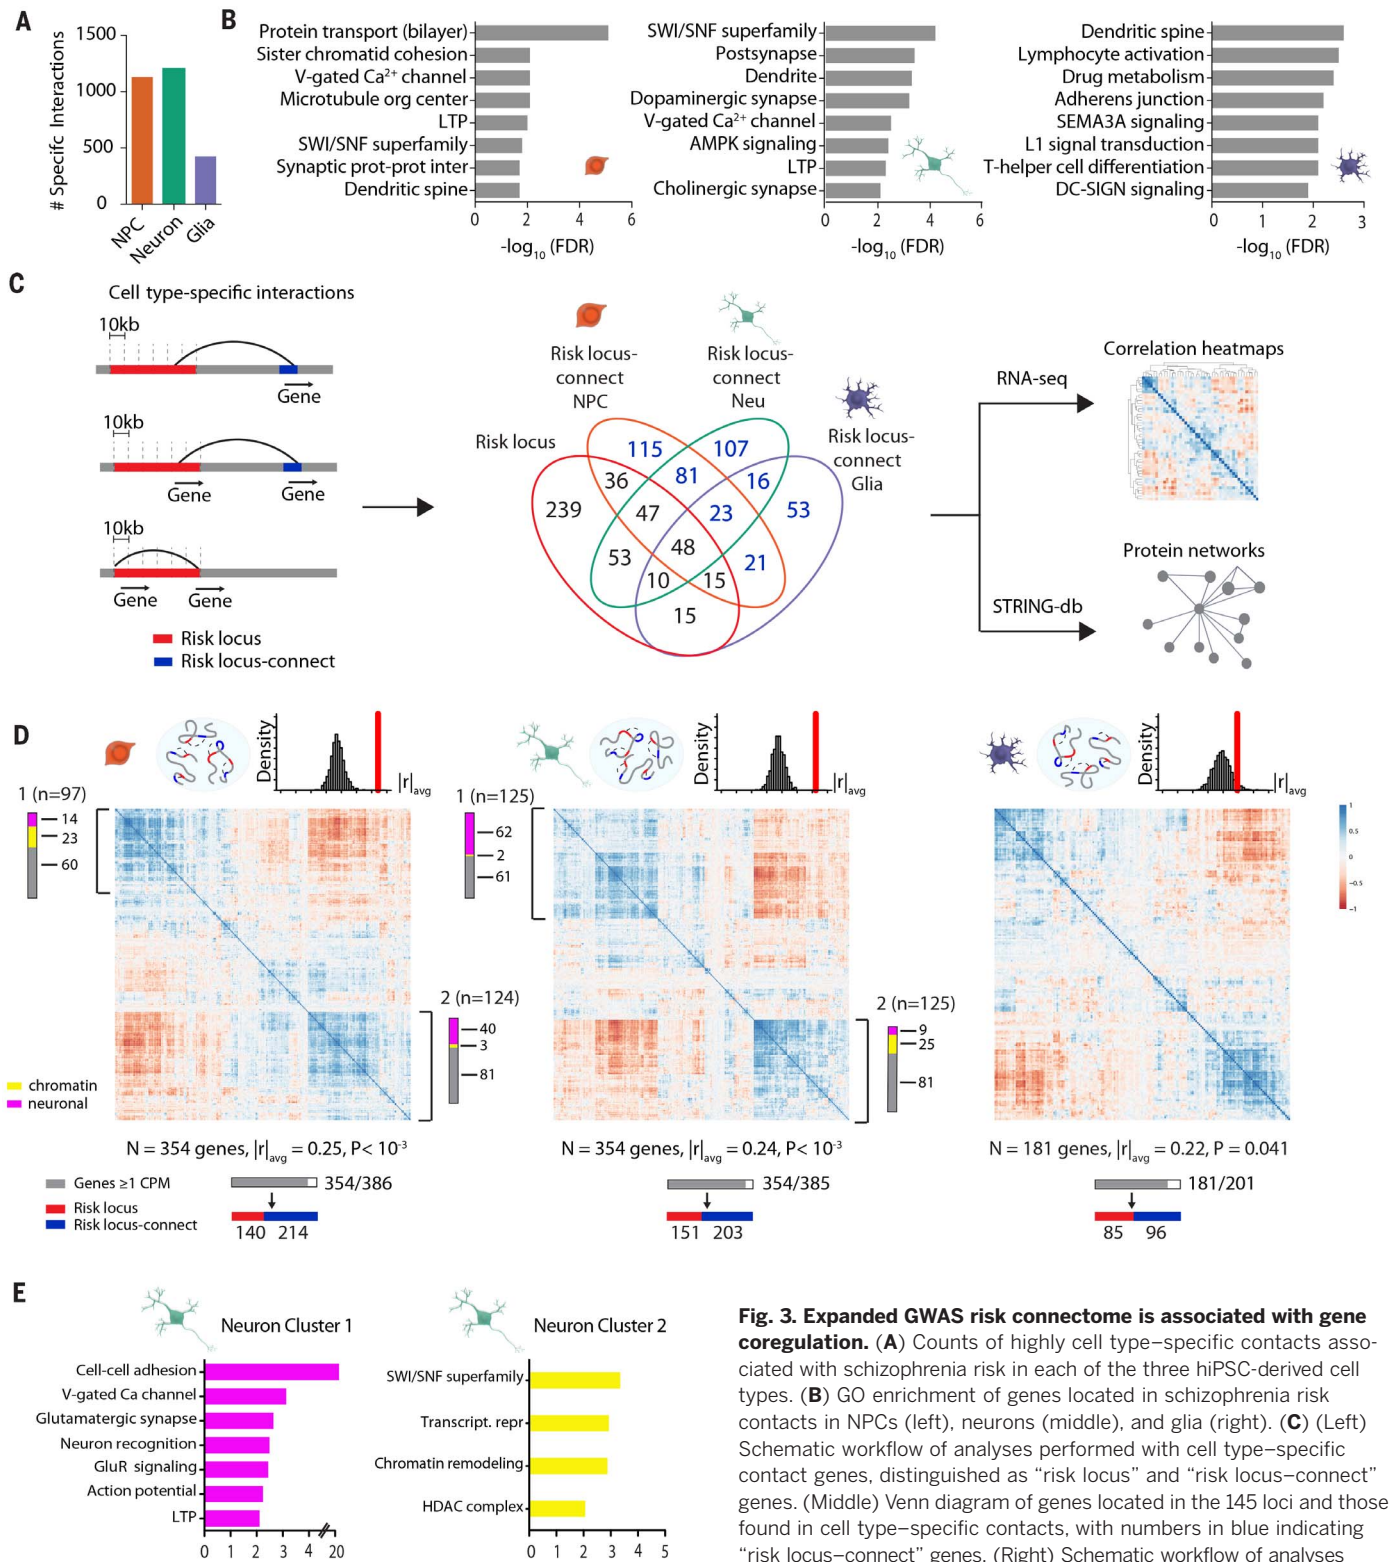 A
1500
1000
500
0
# Specifc Interactions
NPC
Neuron
Glia
B
Protein transport (bilayer)
Sister chromatid cohesion
V-gated Ca²⁺ channel
Microtubule org center
LTP
SWI/SNF superfamily
Synaptic prot-prot inter
Dendritic spine
0 2 4 6
-log₁₀ (FDR)
SWI/SNF superfamily
Postsynapse
Dendrite
Dopaminergic synapse
V-gated Ca²⁺ channel
AMPK signaling
LTP
Cholinergic synapse
0 2 4 6
-log₁₀ (FDR)
Dendritic spine
Lymphocyte activation
Drug metabolism
Adherens junction
SEMA3A signaling
L1 signal transduction
T-helper cell differentiation
DC-SIGN signaling
0 1 2 3
-log₁₀ (FDR)
C
Cell type-specific interactions
10kb
Gene
10kb
Gene Gene
10kb
Gene Gene
Risk locus
Risk locus-connect
Risk locus
Risk locus-
connect
NPC
Risk locus-
connect
Neu
Risk locus-
connect
Glia
115 107
36 81 16
239 47 23 53
53 48 21
10 15
15
RNA-seq
Correlation heatmaps
STRING-db
Protein networks
D
Density
|r|avg
1 (n=97)
14
23
60
2 (n=124)
40
3
81
chromatin
neuronal
N = 354 genes, |r|avg = 0.25, P< 10⁻³
Genes ≥1 CPM
354/386
Risk locus
Risk locus-connect
140 214
Density
|r|avg
1 (n=125)
62
2
61
2 (n=125)
9
25
81
N = 354 genes, |r|avg = 0.24, P< 10⁻³
354/385
151 203
Density
|r|avg
1
0.5
0
−0.5
−1
N = 181 genes, |r|avg = 0.22, P = 0.041
181/201
85 96
E
Neuron Cluster 1
Cell-cell adhesion
V-gated Ca channel
Glutamatergic synapse
Neuron recognition
GluR signaling
Action potential
LTP
0 1 2 3 4 20
Neuron Cluster 2
SWI/SNF superfamily
Transcript. repr
Chromatin remodeling
HDAC complex
0 1 2 3 4 5
Fig. 3. Expanded GWAS risk connectome is associated with gene
coregulation. (A) Counts of highly cell type–specific contacts asso-
ciated with schizophrenia risk in each of the three hiPSC-derived cell
types. (B) GO enrichment of genes located in schizophrenia risk
contacts in NPCs (left), neurons (middle), and glia (right). (C) (Left)
Schematic workflow of analyses performed with cell type–specific
contact genes, distinguished as “risk locus” and “risk locus–connect”
genes. (Middle) Venn diagram of genes located in the 145 loci and those
found in cell type–specific contacts, with numbers in blue indicating
“risk locus–connect” genes. (Right) Schematic workflow of analyses